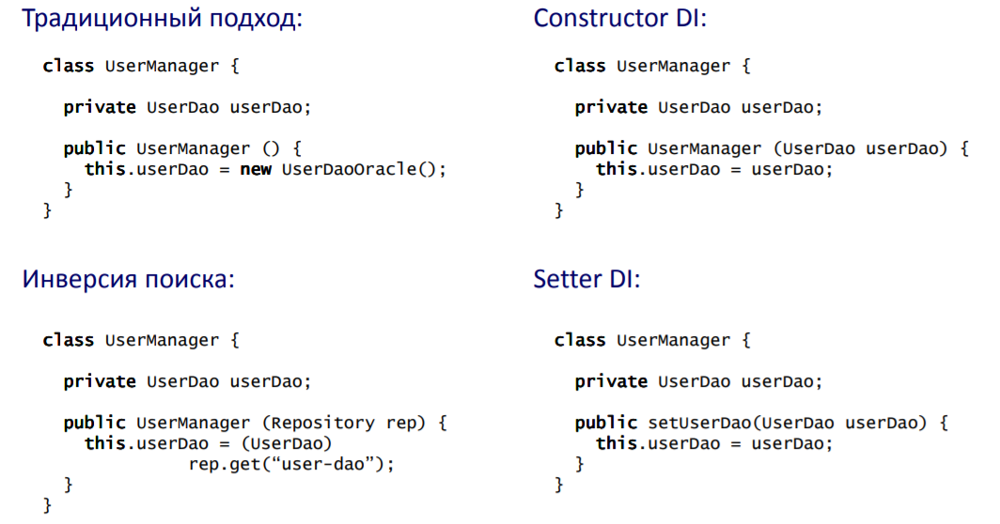 Традиционный подход:
class UserManager {
private UserDao userDao;
public UserManager () {
this.userDao = new UserDaoOracle();
}
}
Constructor DI:
class UserManager {
private UserDao userDao;
public UserManager (UserDao userDao) {
this.userDao = userDao;
}
}
Инверсия поиска:
class UserManager {
private UserDao userDao;
public UserManager (Repository rep) {
this.userDao = (UserDao)
rep.get(“user-dao”);
}
}
Setter DI:
class UserManager {
private UserDao userDao;
public setUserDao(UserDao userDao) {
this.userDao = userDao;
}
}